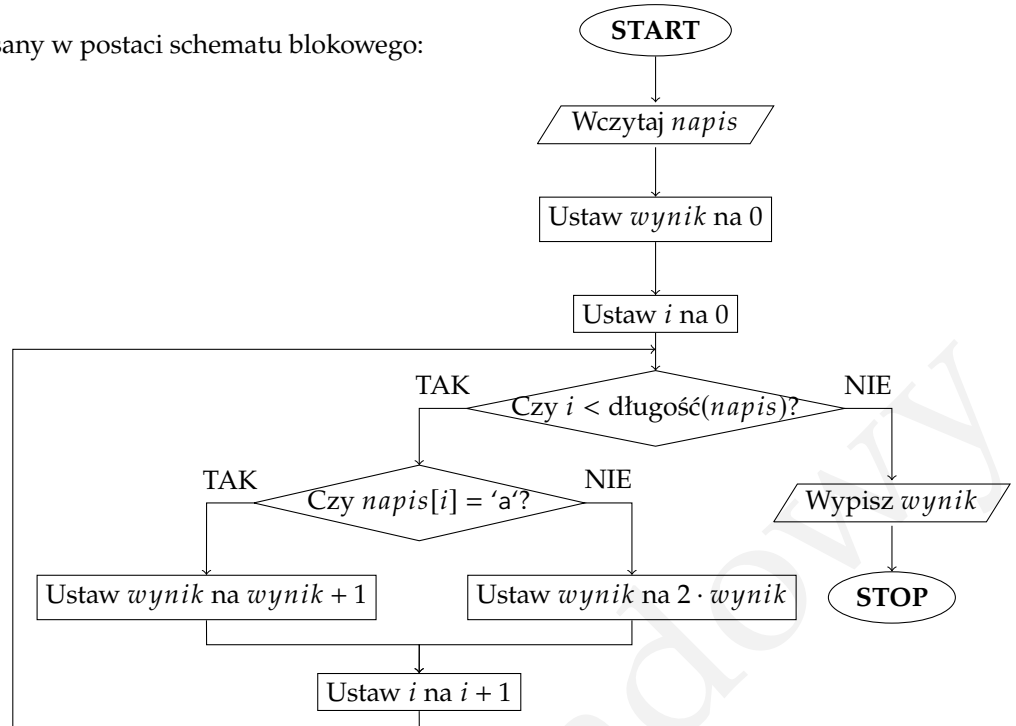 sany w postaci schematu blokowego:
START
Wczytaj napis
Ustaw wynik na 0
Ustaw i na 0
TAK
NIE
Czy i < długość(napis)?
TAK
NIE
Czy napis[i] = ‘a‘?
Wypisz wynik
Ustaw wynik na wynik + 1
Ustaw wynik na 2 · wynik
STOP
Ustaw i na i + 1